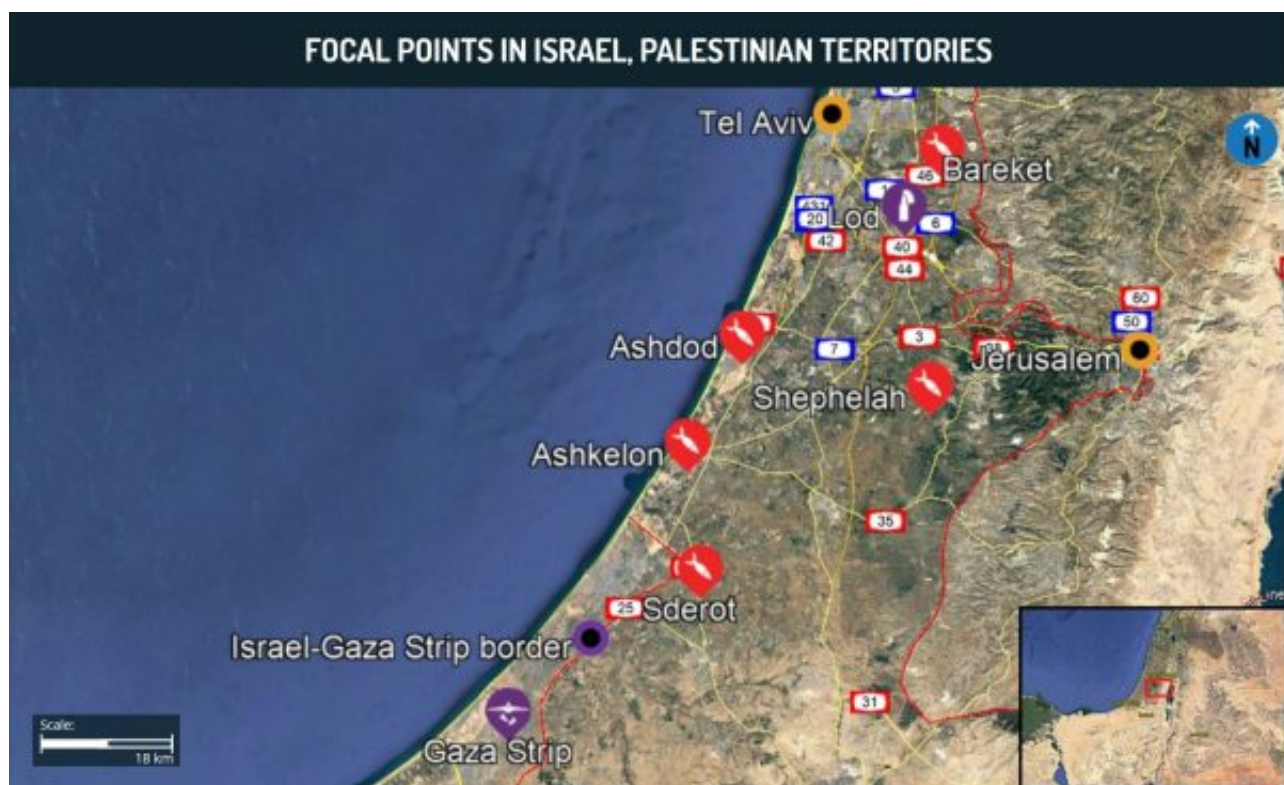 FOCAL POINTS IN ISRAEL, PALESTINIAN TERRITORIES
Tel Aviv
N
Bareket
46
Lod
20
6
42
40
44
60
50
Ashdod
7
3
Jerusalem
Shephelah
Ashkelon
35
Sderot
25
Israel-Gaza Strip border
31
Gaza Strip
Scale:
18 km